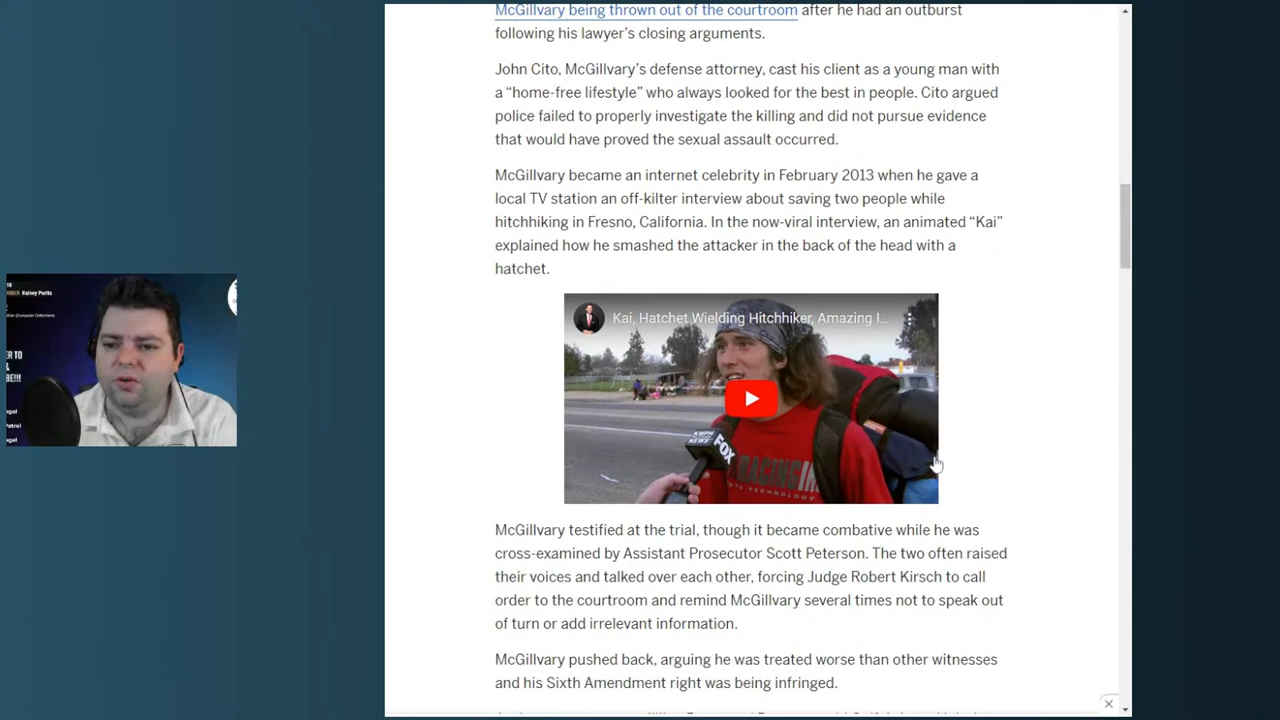 McGillvary being thrown out of the courtroom after he had an outburst
following his lawyer's closing arguments.
John Cito, McGillvary's defense attorney, cast his client as a young man with
a “home-free lifestyle” who always looked for the best in people. Cito argued
police failed to properly investigate the killing and did not pursue evidence
that would have proved the sexual assault occurred.
McGillvary became an internet celebrity in February 2013 when he gave a
local TV station an off-kilter interview about saving two people while
hitchhiking in Fresno, California. In the now-viral interview, an animated “Kai”
explained how he smashed the attacker in the back of the head with a
hatchet.
Kai, Hatchet Wielding Hitchhiker, Amazing I...
KMPH
NEWS
FOX
McGillvary testified at the trial, though it became combative while he was
cross-examined by Assistant Prosecutor Scott Peterson. The two often raised
their voices and talked over each other, forcing Judge Robert Kirsch to call
order to the courtroom and remind McGillvary several times not to speak out
of turn or add irrelevant information.
McGillvary pushed back, arguing he was treated worse than other witnesses
and his Sixth Amendment right was being infringed.